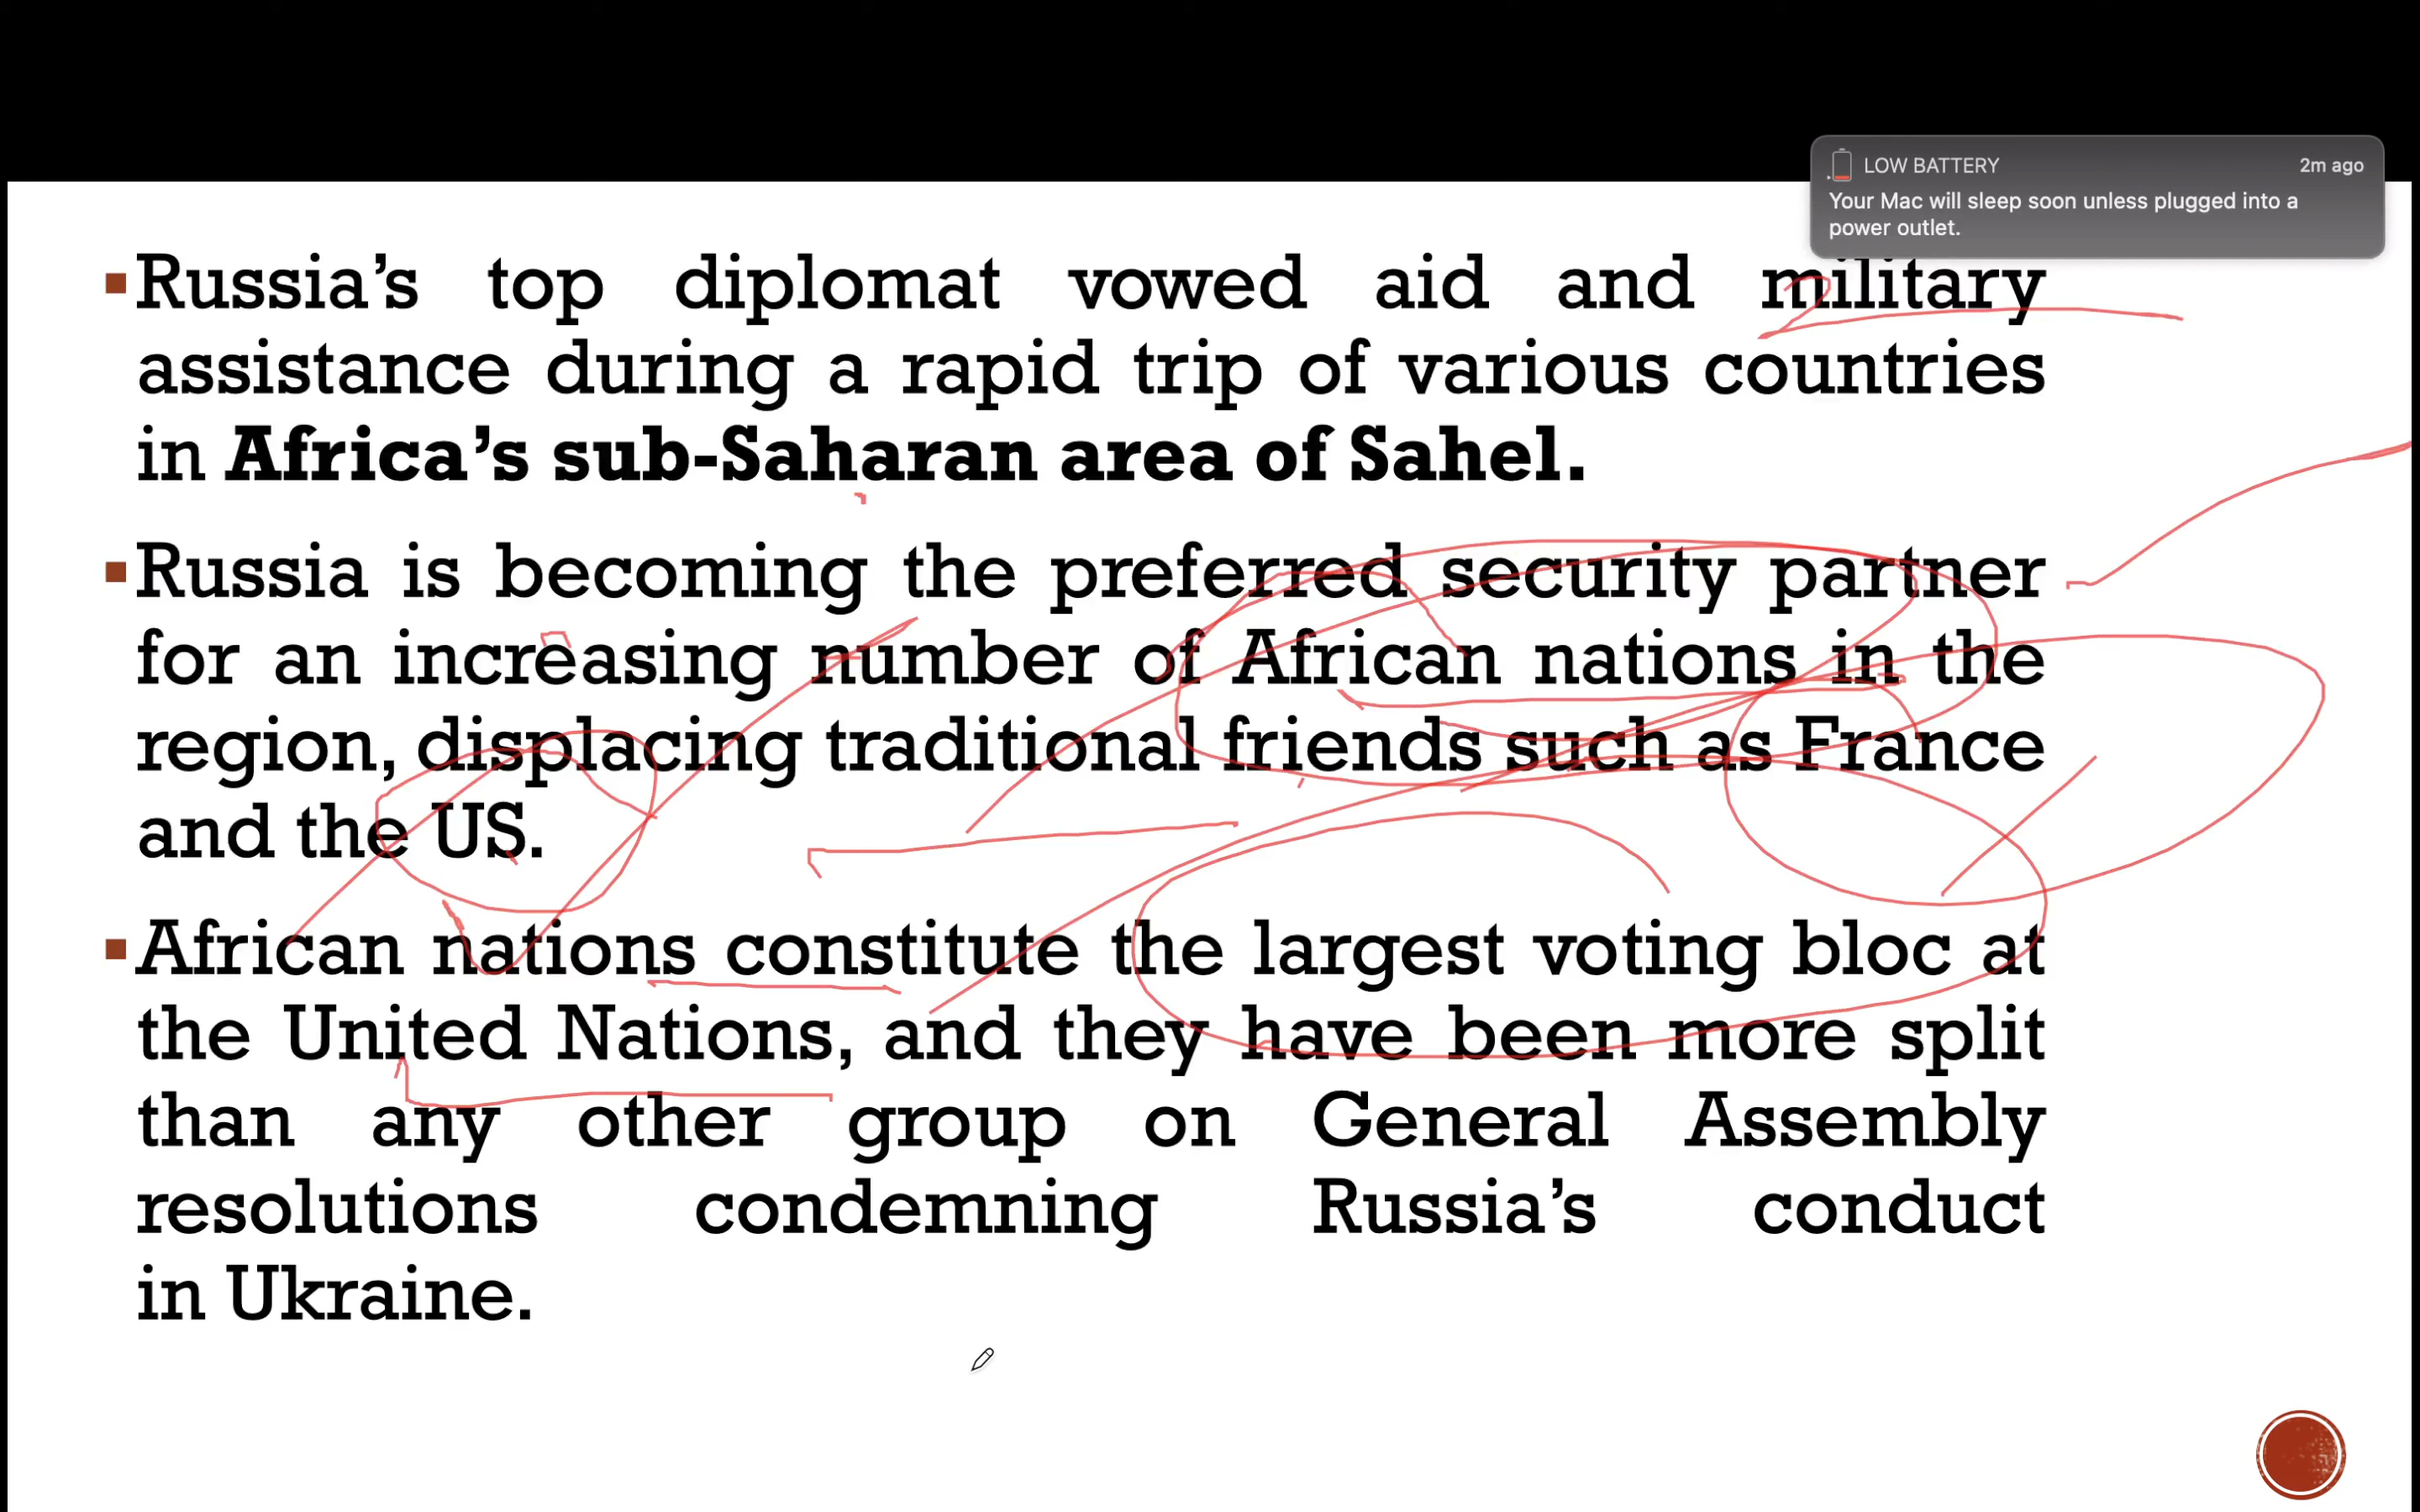 LOW BATTERY
2m ago
Your Mac will sleep soon unless plugged into a
power outlet.
Russia’s top diplomat vowed aid and military
assistance during a rapid trip of various countries
in Africa’s sub-Saharan area of Sahel.
Russia is becoming the preferred security partner
for an increasing number of African nations in the
region, displacing traditional friends such as France
and the US.
African nations constitute the largest voting bloc at
the United Nations, and they have been more split
than any other group on General Assembly
resolutions condemning Russia’s conduct
in Ukraine.